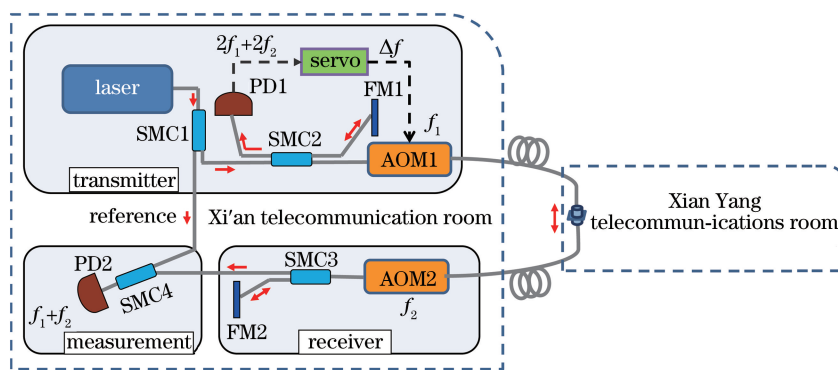 2f₁+2f₂
servo
Δf
laser
PD1
FM1
SMC1
SMC2
f₁
AOM1
transmitter
reference
Xi'an telecommunication room
Xian Yang
telecommun-ications room
PD2
SMC4
SMC3
AOM2
f₂
f₁+f₂
FM2
measurement
receiver